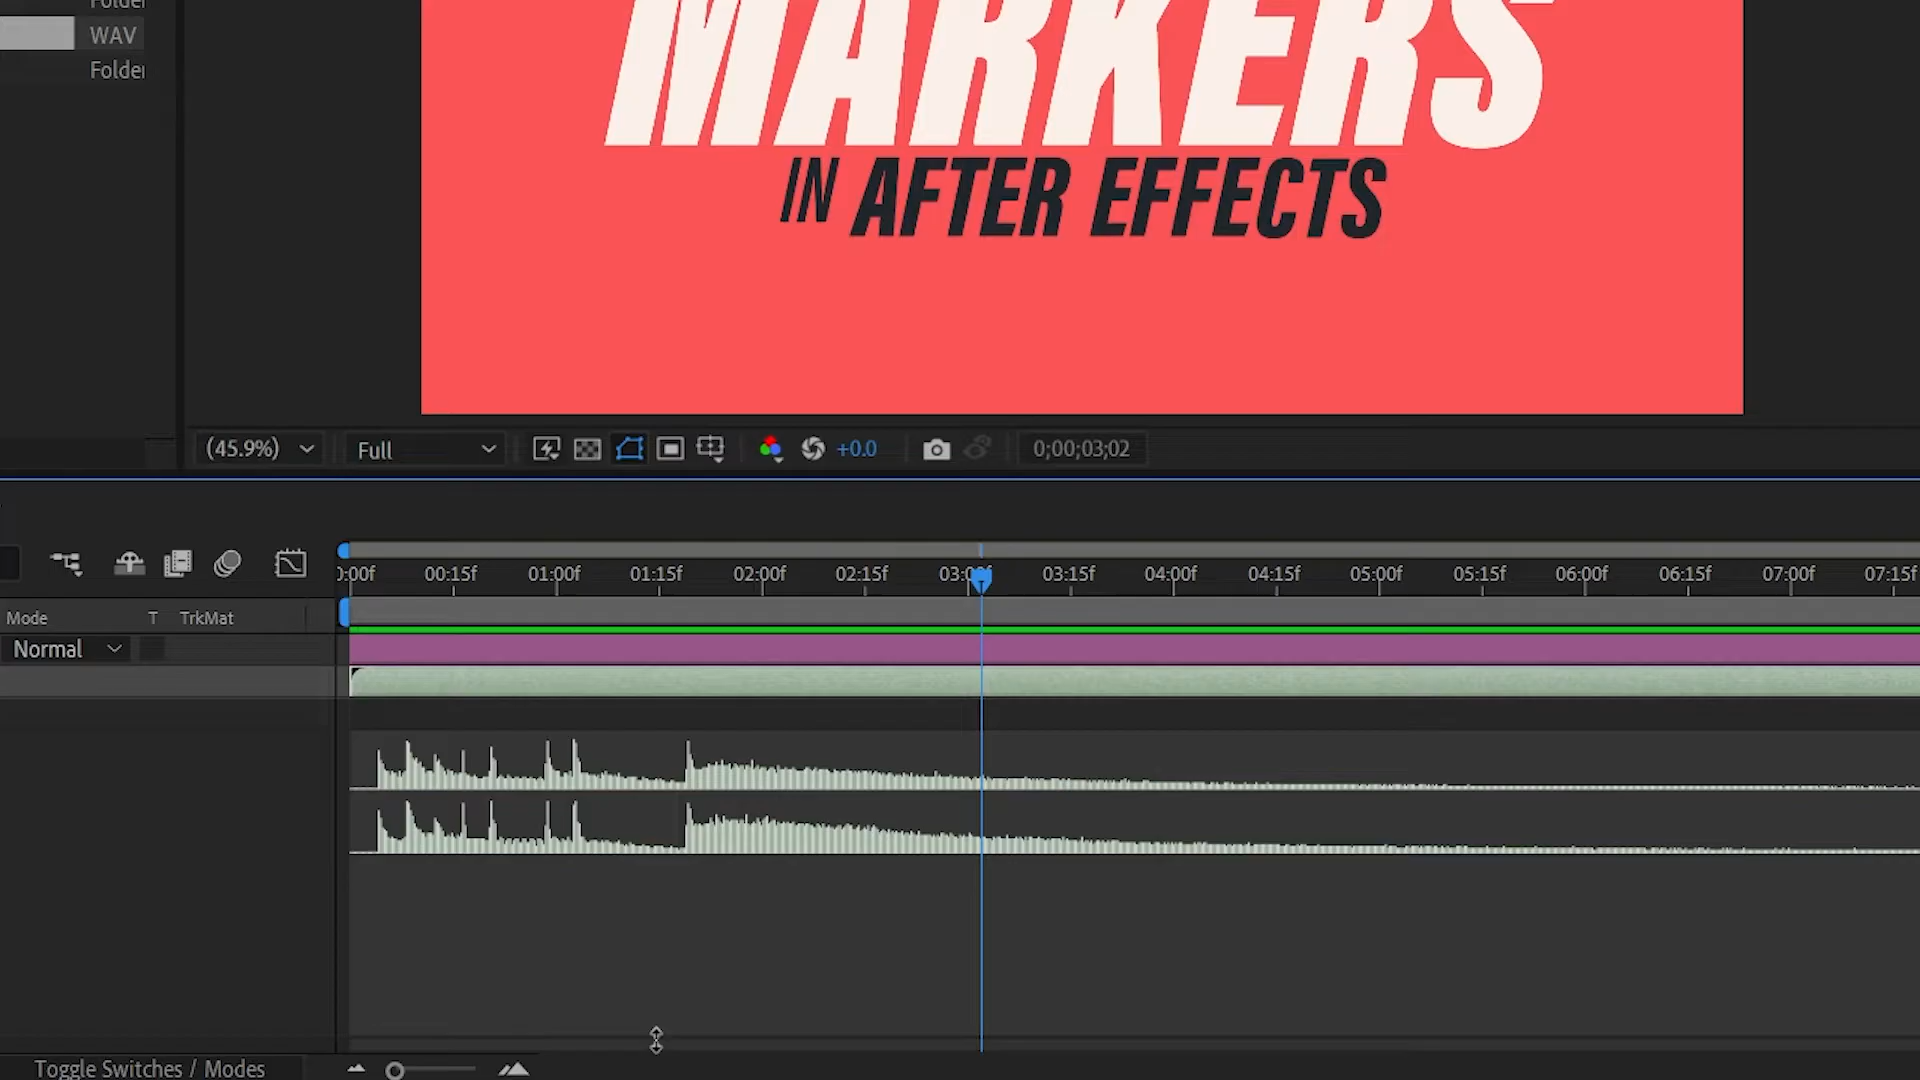 Folder
WAV
Folder
MARKERS
IN AFTER EFFECTS
(45.9%)
Full
+0.0
0;00;03;02
00:15f 01:00f 01:15f 02:00f 02:15f 03:15f 04:00f 04:15f 05:00f 05:15f 06:00f 06:15f 07:00f 07:15f
Mode T TrkMat
Normal
Toggle Switches / Modes